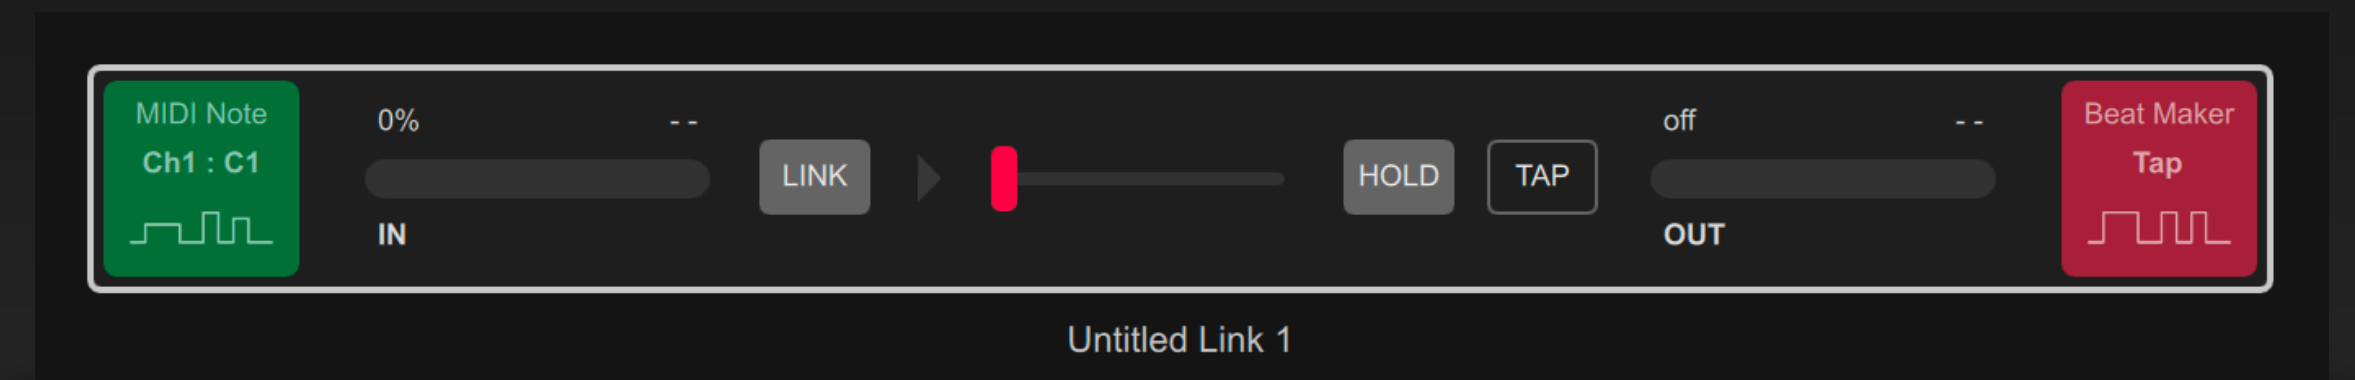 MIDI Note
Ch1 : C1
0%
--
IN
LINK
HOLD
TAP
off
--
OUT
Beat Maker
Tap
Untitled Link 1